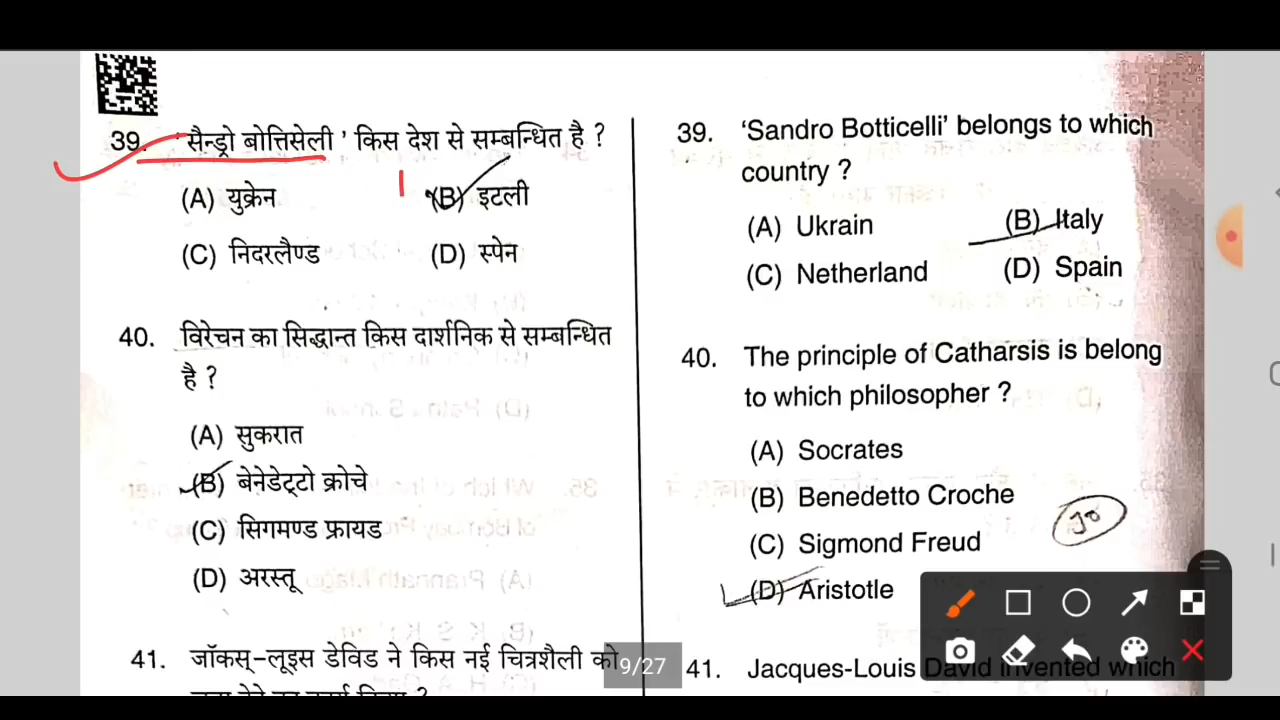 39. ‘सैन्ड्रो बोत्तिसेली’ किस देश से सम्बन्धित है ?
(A) युक्रेन (B) इटली
(C) निदरलैण्ड (D) स्पेन
40. विरेचन का सिद्धान्त किस दार्शनिक से सम्बन्धित
है ?
(A) सुकरात
(B) बेनेडेट्टो क्रोचे
(C) सिगमण्ड फ्रायड
(D) अरस्तू
41. जॉकस्-लूइस डेविड ने किस नई चित्रशैली को
39. ‘Sandro Botticelli’ belongs to which
country ?
(A) Ukrain (B) Italy
(C) Netherland (D) Spain
40. The principle of Catharsis is belong
to which philosopher ?
(A) Socrates
(B) Benedetto Croche
(C) Sigmond Freud
(D) Aristotle
41. Jacques-Louis David invented which
9/27